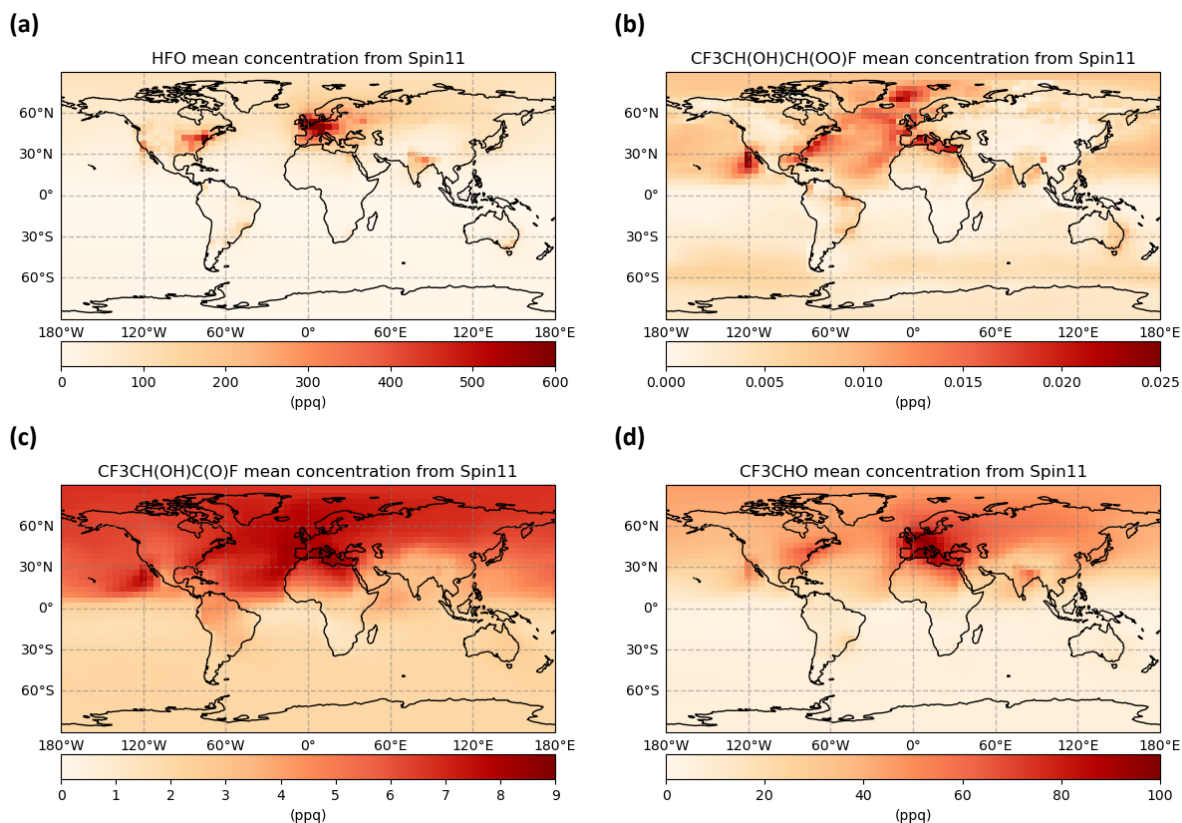 (a)
HFO mean concentration from Spin11
60°N
30°N
0°
30°S
60°S
180°W 120°W 60°W 0° 60°E 120°E 180°E
0 100 200 300 400 500 600
(ppq)
(b)
CF3CH(OH)CH(OO)F mean concentration from Spin11
60°N
30°N
0°
30°S
60°S
180°W 120°W 60°W 0° 60°E 120°E 180°E
0.000 0.005 0.010 0.015 0.020 0.025
(ppq)
(c)
CF3CH(OH)C(O)F mean concentration from Spin11
60°N
30°N
0°
30°S
60°S
180°W 120°W 60°W 0° 60°E 120°E 180°E
0 1 2 3 4 5 6 7 8 9
(ppq)
(d)
CF3CHO mean concentration from Spin11
60°N
30°N
0°
30°S
60°S
180°W 120°W 60°W 0° 60°E 120°E 180°E
0 20 40 60 80 100
(ppq)